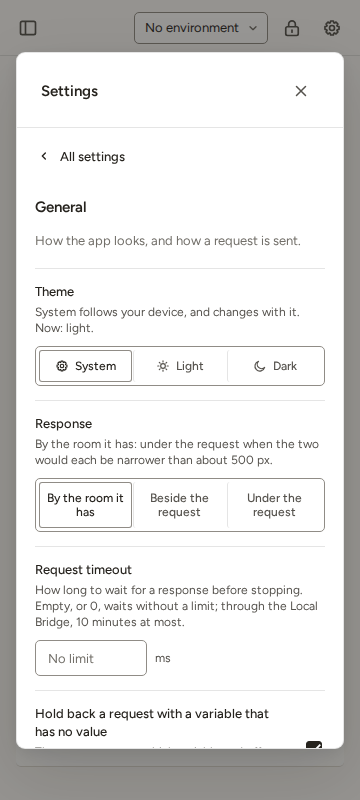 No environment
Settings
All settings
General
How the app looks, and how a request is sent.
Theme
System follows your device, and changes with it.
Now: light.
System
Light
Dark
Response
By the room it has: under the request when the two
would each be narrower than about 500 px.
By the room it
has
Beside the
request
Under the
request
Request timeout
How long to wait for a response before stopping.
Empty, or 0, waits without a limit; through the Local
Bridge, 10 minutes at most.
No limit
ms
Hold back a request with a variable that
has no value